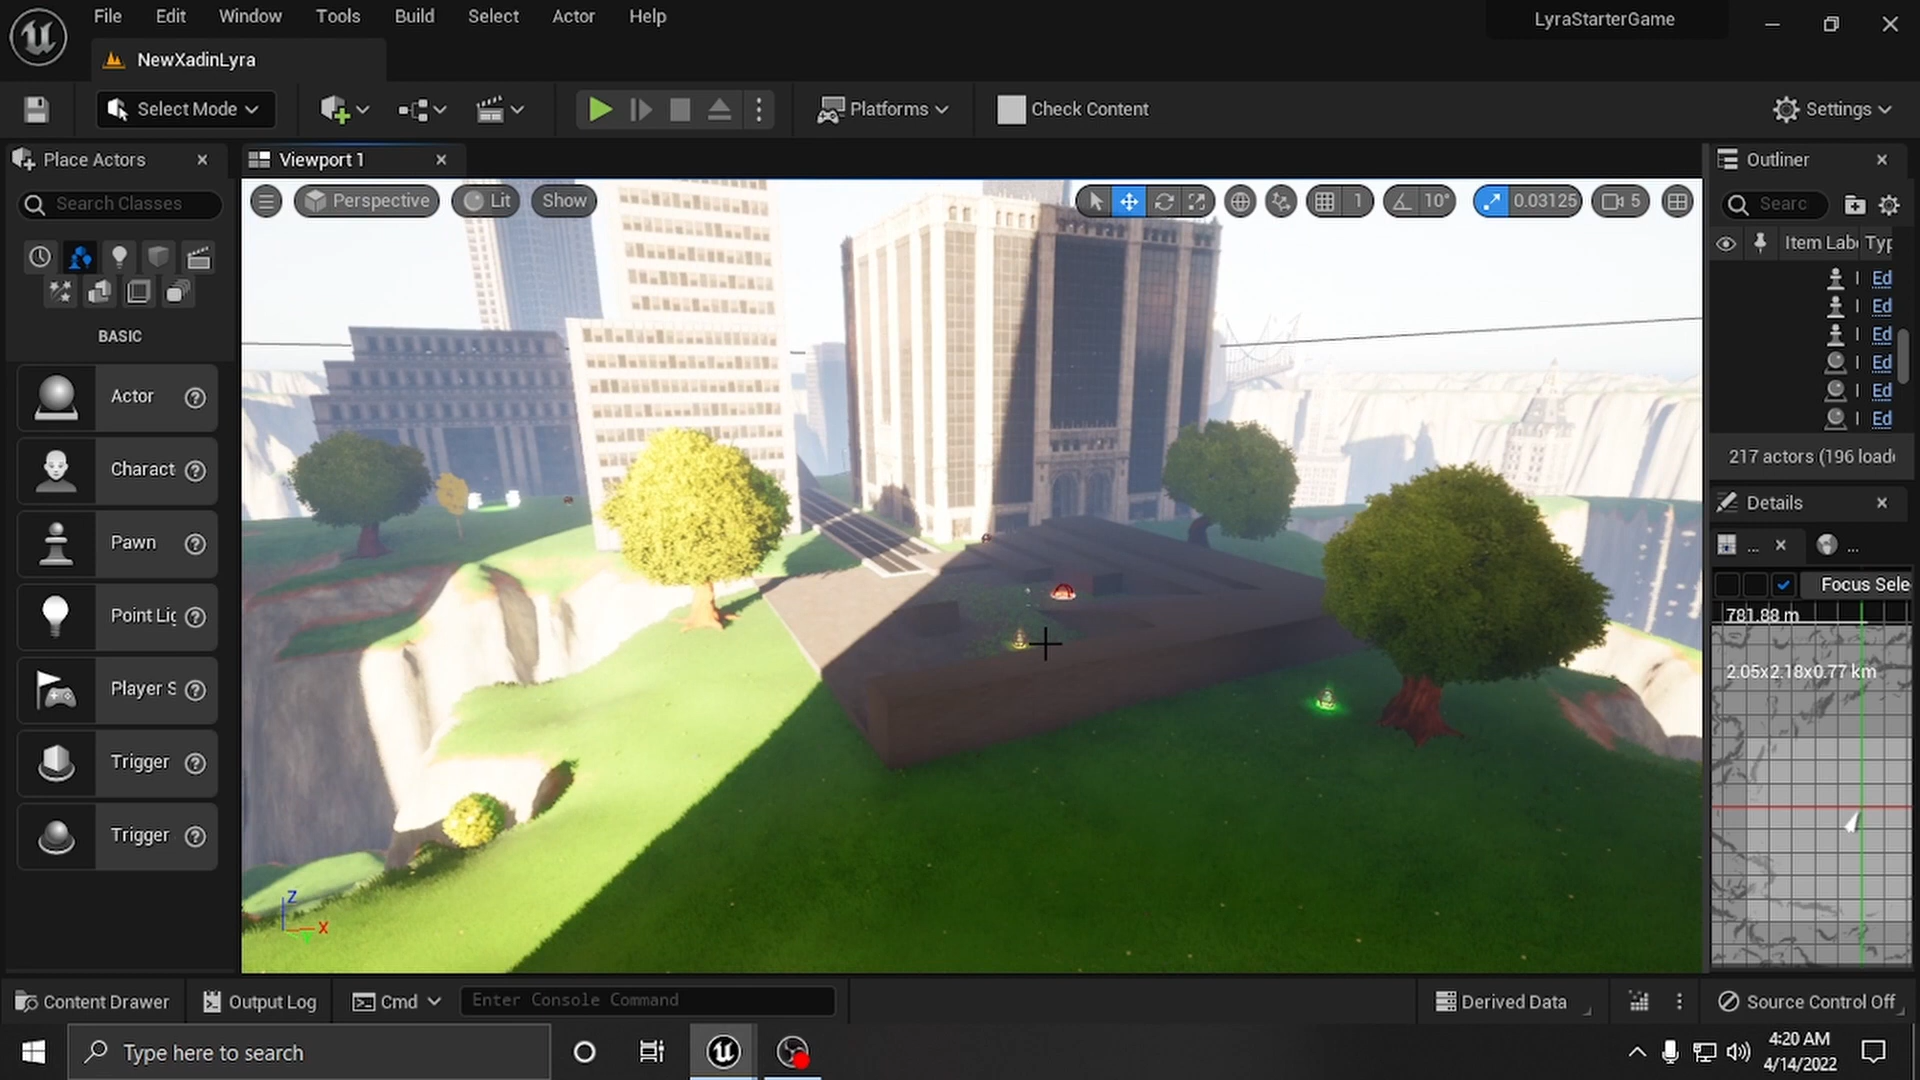 File Edit Window Tools Build Select Actor Help
LyraStarterGame
NewXadinLyra
Select Mode
Platforms
Check Content
Settings
Place Actors
Viewport 1
Outliner
Search Classes
Perspective
Lit
Show
1
10°
0.03125
5
Searc
Item Lab Typ
Ed
Ed
Ed
Ed
Ed
Ed
217 actors (196 loade
BASIC
Actor
Charact
Pawn
Point Lig
Player S
Trigger
Trigger
Details
...
...
Focus Sele
781.88 m
2.05x2.18x0.77 km
Z
X
Y
Content Drawer
Output Log
Cmd
Enter Console Command
Derived Data
Source Control Off
Type here to search
4:20 AM
4/14/2022